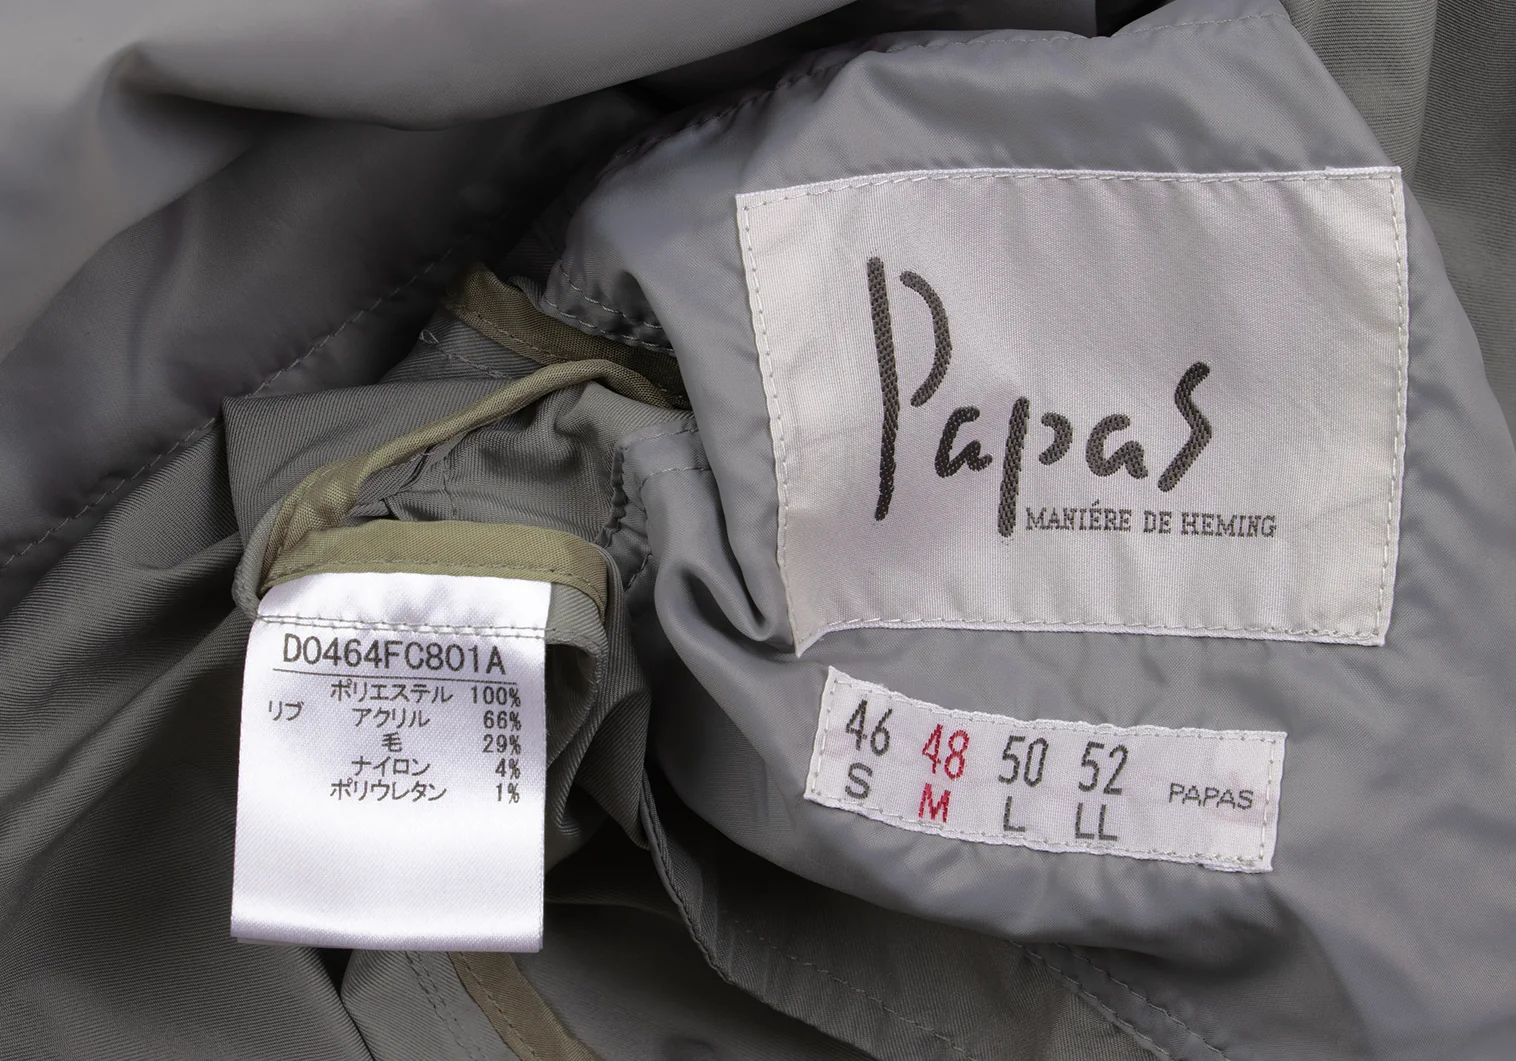 Papas
MANIÉRE DE HEMING
46 48 50 52
S M L LL
PAPAS
D0464FC801A
ポリエステル 100%
リブ アクリル 66%
毛 29%
ナイロン 4%
ポリウレタン 1%